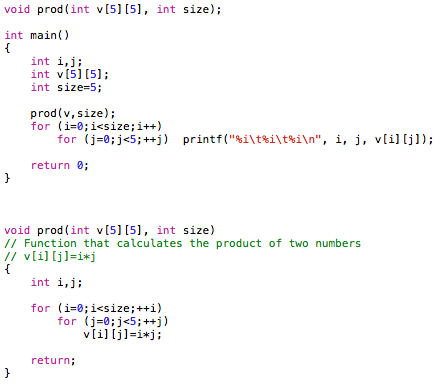 void prod(int v[5][5], int size);

int main()
{
    int i,j;
    int v[5][5];
    int size=5;

    prod(v,size);
    for (i=0;i<size;i++)
        for (j=0;j<5;++j)  printf("%i\t%i\t%i\n", i, j, v[i][j]);

    return 0;
}

void prod(int v[5][5], int size)
// Function that calculates the product of two numbers
// v[i][j]=i*j
{
    int i,j;

    for (i=0;i<size;++i)
        for (j=0;j<5;++j)
            v[i][j]=i*j;

    return;
}